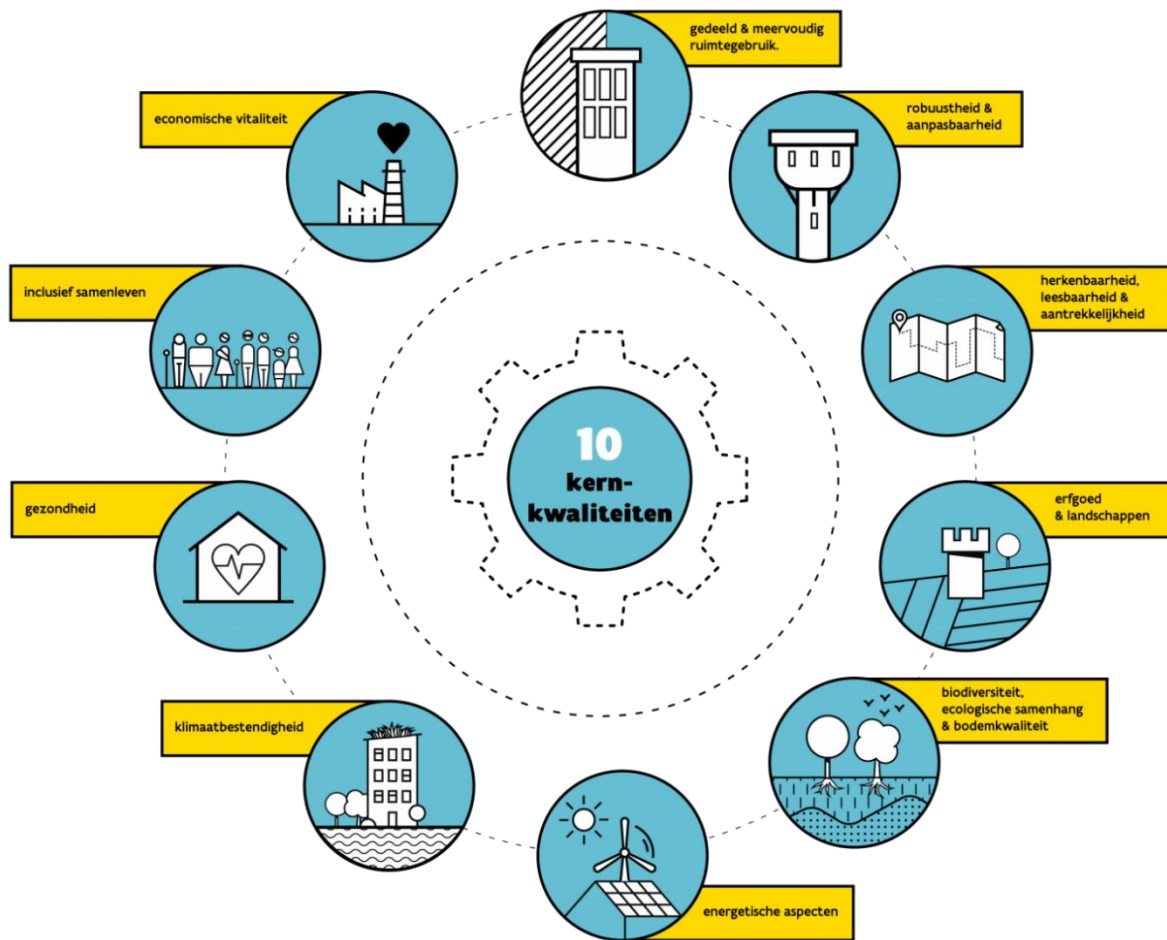 gedeeld & meervoudig
ruimtegebruik.
robuustheid &
aanpasbaarheid
herkenbaarheid,
leesbaarheid &
aantrekkelijkheid
erfgoed
& landschappen
biodiversiteit,
ecologische samenhang
& bodemkwaliteit
energetische aspecten
klimaatbestendigheid
gezondheid
inclusief samenleven
economische vitaliteit
10
kern-
kwaliteiten